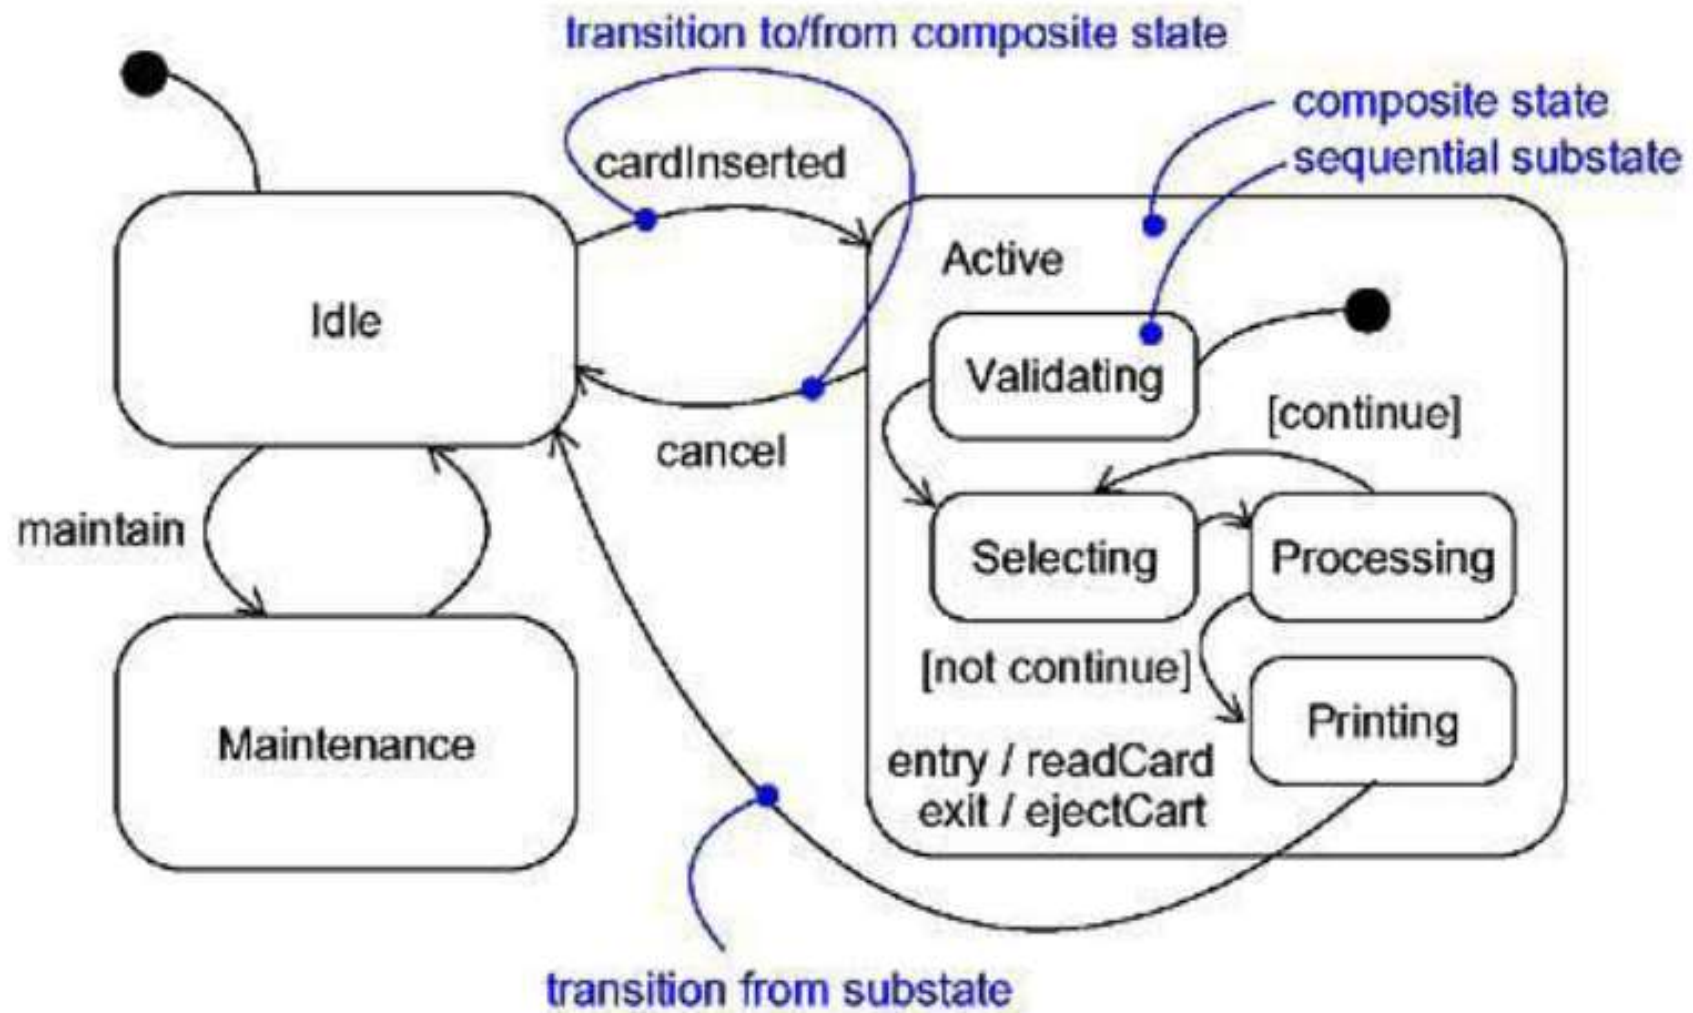 transition to/from composite state
composite state
sequential substate
cardInserted
Active
Idle
Validating
[continue]
cancel
maintain
Selecting
Processing
[not continue]
Printing
Maintenance
entry / readCard
exit / ejectCart
transition from substate